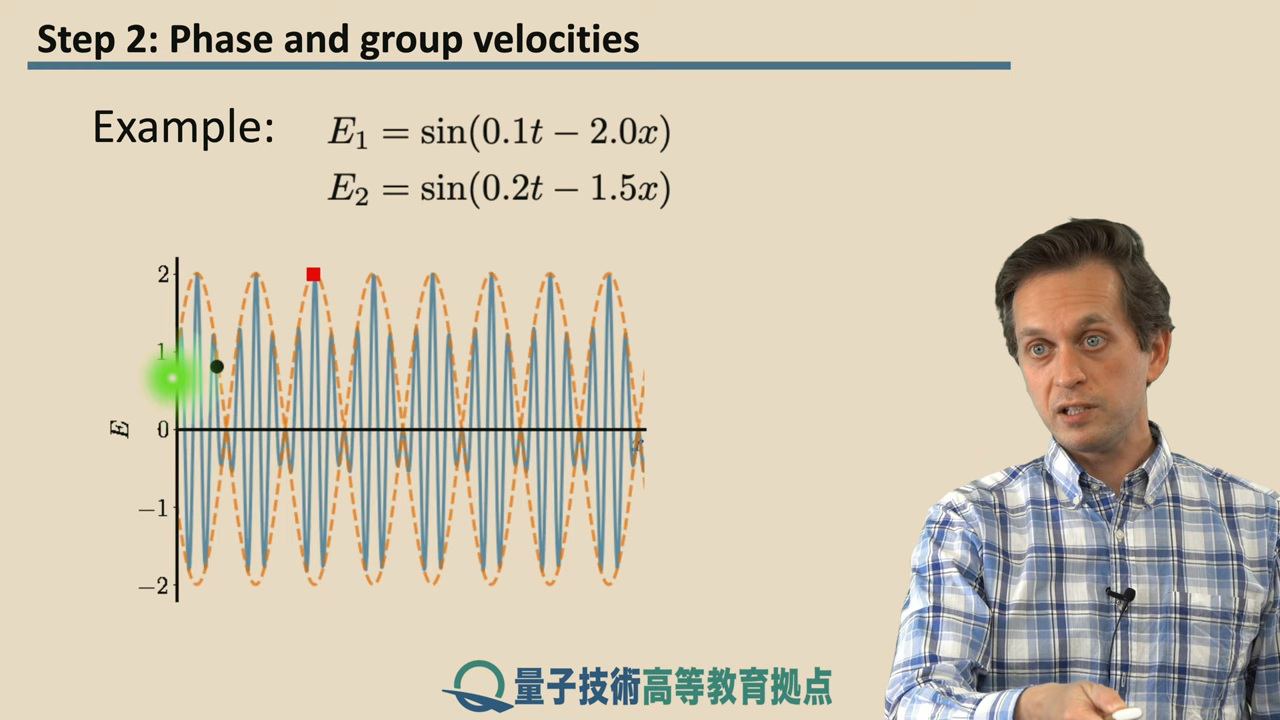 Step 2: Phase and group velocities
Example:
E₁ = sin(0.1t − 2.0x)
E₂ = sin(0.2t − 1.5x)
2
1
0
−1
−2
E
x
量子技術高等教育拠点